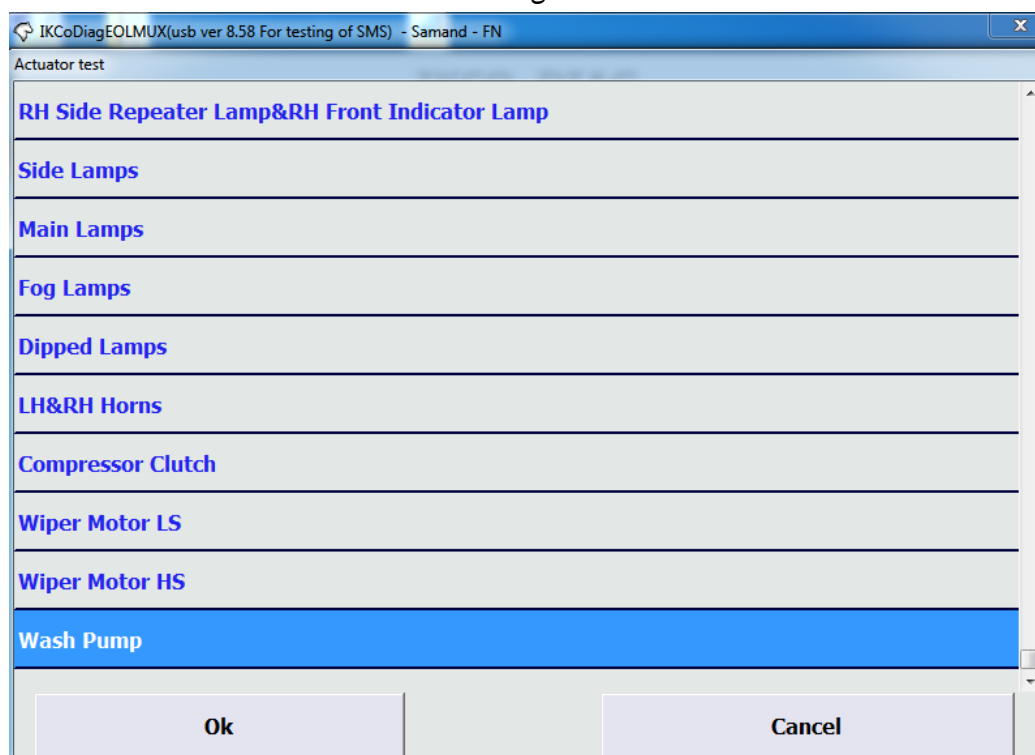 IKCoDiagEOLMUX(usb ver 8.58 For testing of SMS) - Samand - FN
Actuator test
RH Side Repeater Lamp&RH Front Indicator Lamp
Side Lamps
Main Lamps
Fog Lamps
Dipped Lamps
LH&RH Horns
Compressor Clutch
Wiper Motor LS
Wiper Motor HS
Wash Pump
Ok
Cancel